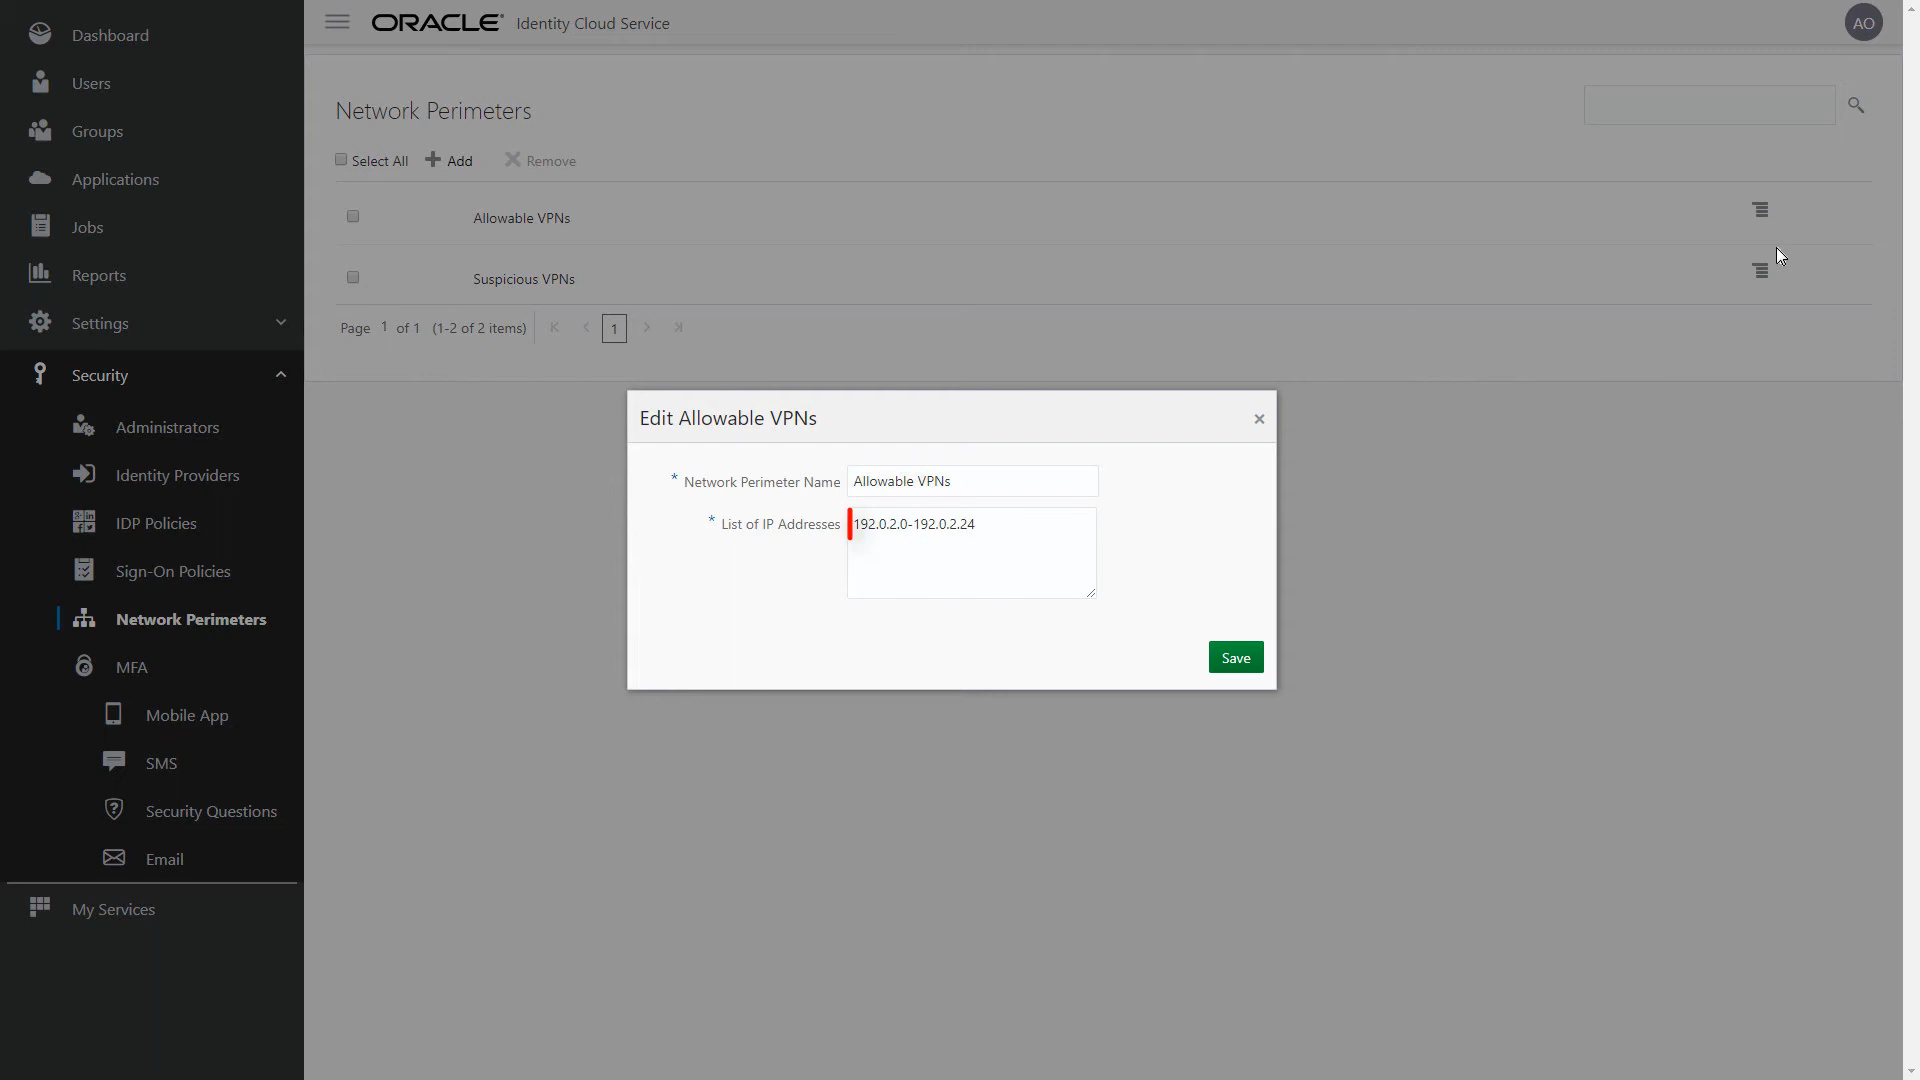 Dashboard
Users
Groups
Applications
Jobs
Reports
Settings
Security
Administrators
Identity Providers
IDP Policies
Sign-On Policies
Network Perimeters
MFA
Mobile App
SMS
Security Questions
Email
My Services
ORACLE Identity Cloud Service
AO
Network Perimeters
Select All Add Remove
Allowable VPNs
Suspicious VPNs
Page 1 of 1 (1-2 of 2 items) 1
Edit Allowable VPNs
* Network Perimeter Name Allowable VPNs
* List of IP Addresses 192.0.2.0-192.0.2.24
Save